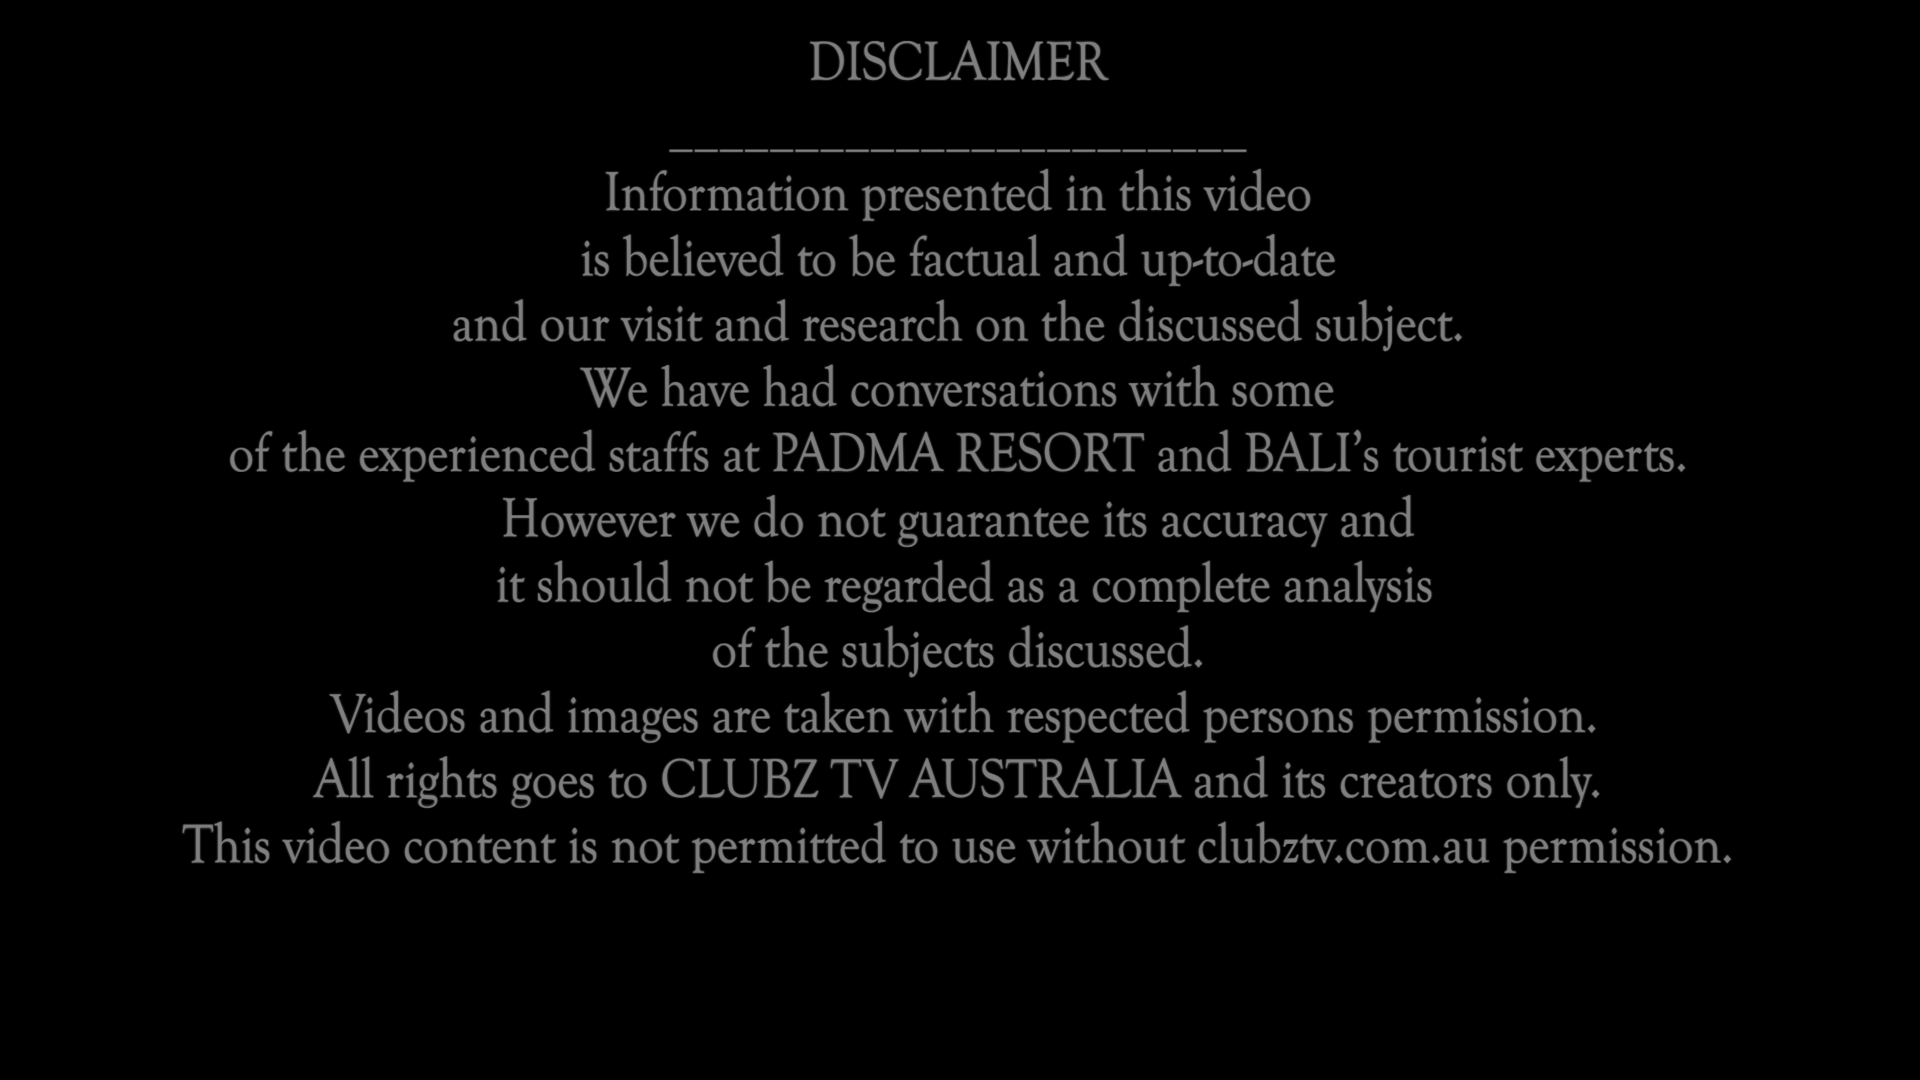 DISCLAIMER
_______________________
Information presented in this video
is believed to be factual and up-to-date
and our visit and research on the discussed subject.
We have had conversations with some
of the experienced staffs at PADMA RESORT and BALI's tourist experts.
However we do not guarantee its accuracy and
it should not be regarded as a complete analysis
of the subjects discussed.
Videos and images are taken with respected persons permission.
All rights goes to CLUBZ TV AUSTRALIA and its creators only.
This video content is not permitted to use without clubztv.com.au permission.